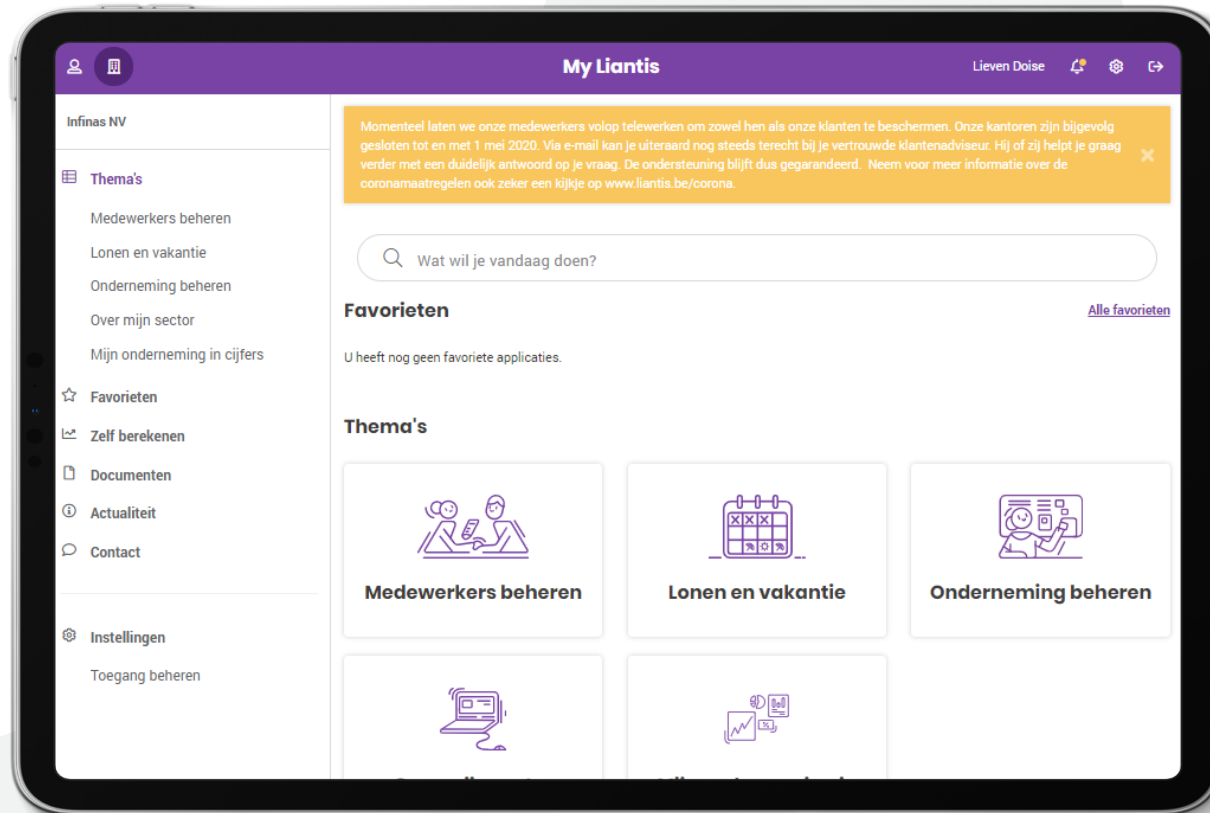 My Liantis
Lieven Doise
Infinas NV
Thema's
Medewerkers beheren
Lonen en vakantie
Onderneming beheren
Over mijn sector
Mijn onderneming in cijfers
Favorieten
Zelf berekenen
Documenten
Actualiteit
Contact
Instellingen
Toegang beheren
Momenteel laten we onze medewerkers volop telewerken om zowel hen als onze klanten te beschermen. Onze kantoren zijn bijgevolg
gesloten tot en met 1 mei 2020. Via e-mail kan je uiteraard nog steeds terecht bij je vertrouwde klantenadviseur. Hij of zij helpt je graag
verder met een duidelijk antwoord op je vraag. De ondersteuning blijft dus gegarandeerd. Neem voor meer informatie over de
coronamaatregelen ook zeker een kijkje op www.liantis.be/corona.
Wat wil je vandaag doen?
Favorieten
Alle favorieten
U heeft nog geen favoriete applicaties.
Thema's
Medewerkers beheren
Lonen en vakantie
Onderneming beheren